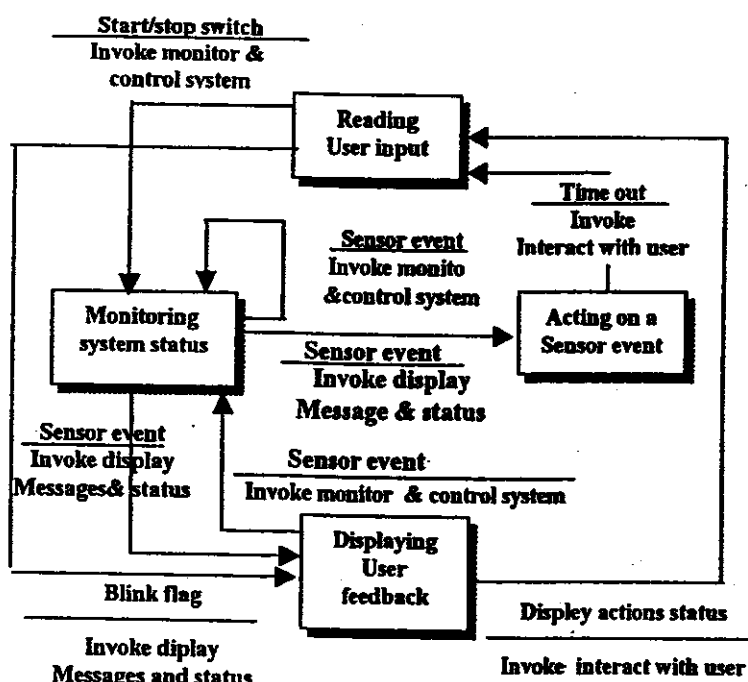 Start/stop switch
Invoke monitor &
control system
Reading
User input
Time out
Invoke
Interact with user
Sensor event
Invoke monito
&control system
Monitoring
system status
Acting on a
Sensor event
Sensor event
Invoke display
Message & status
Sensor event
Invoke display
Messages& status
Sensor event
Invoke monitor & control system
Displaying
User
feedback
Blink flag
Invoke diplay
Messages and status
Display actions status
Invoke interact with user